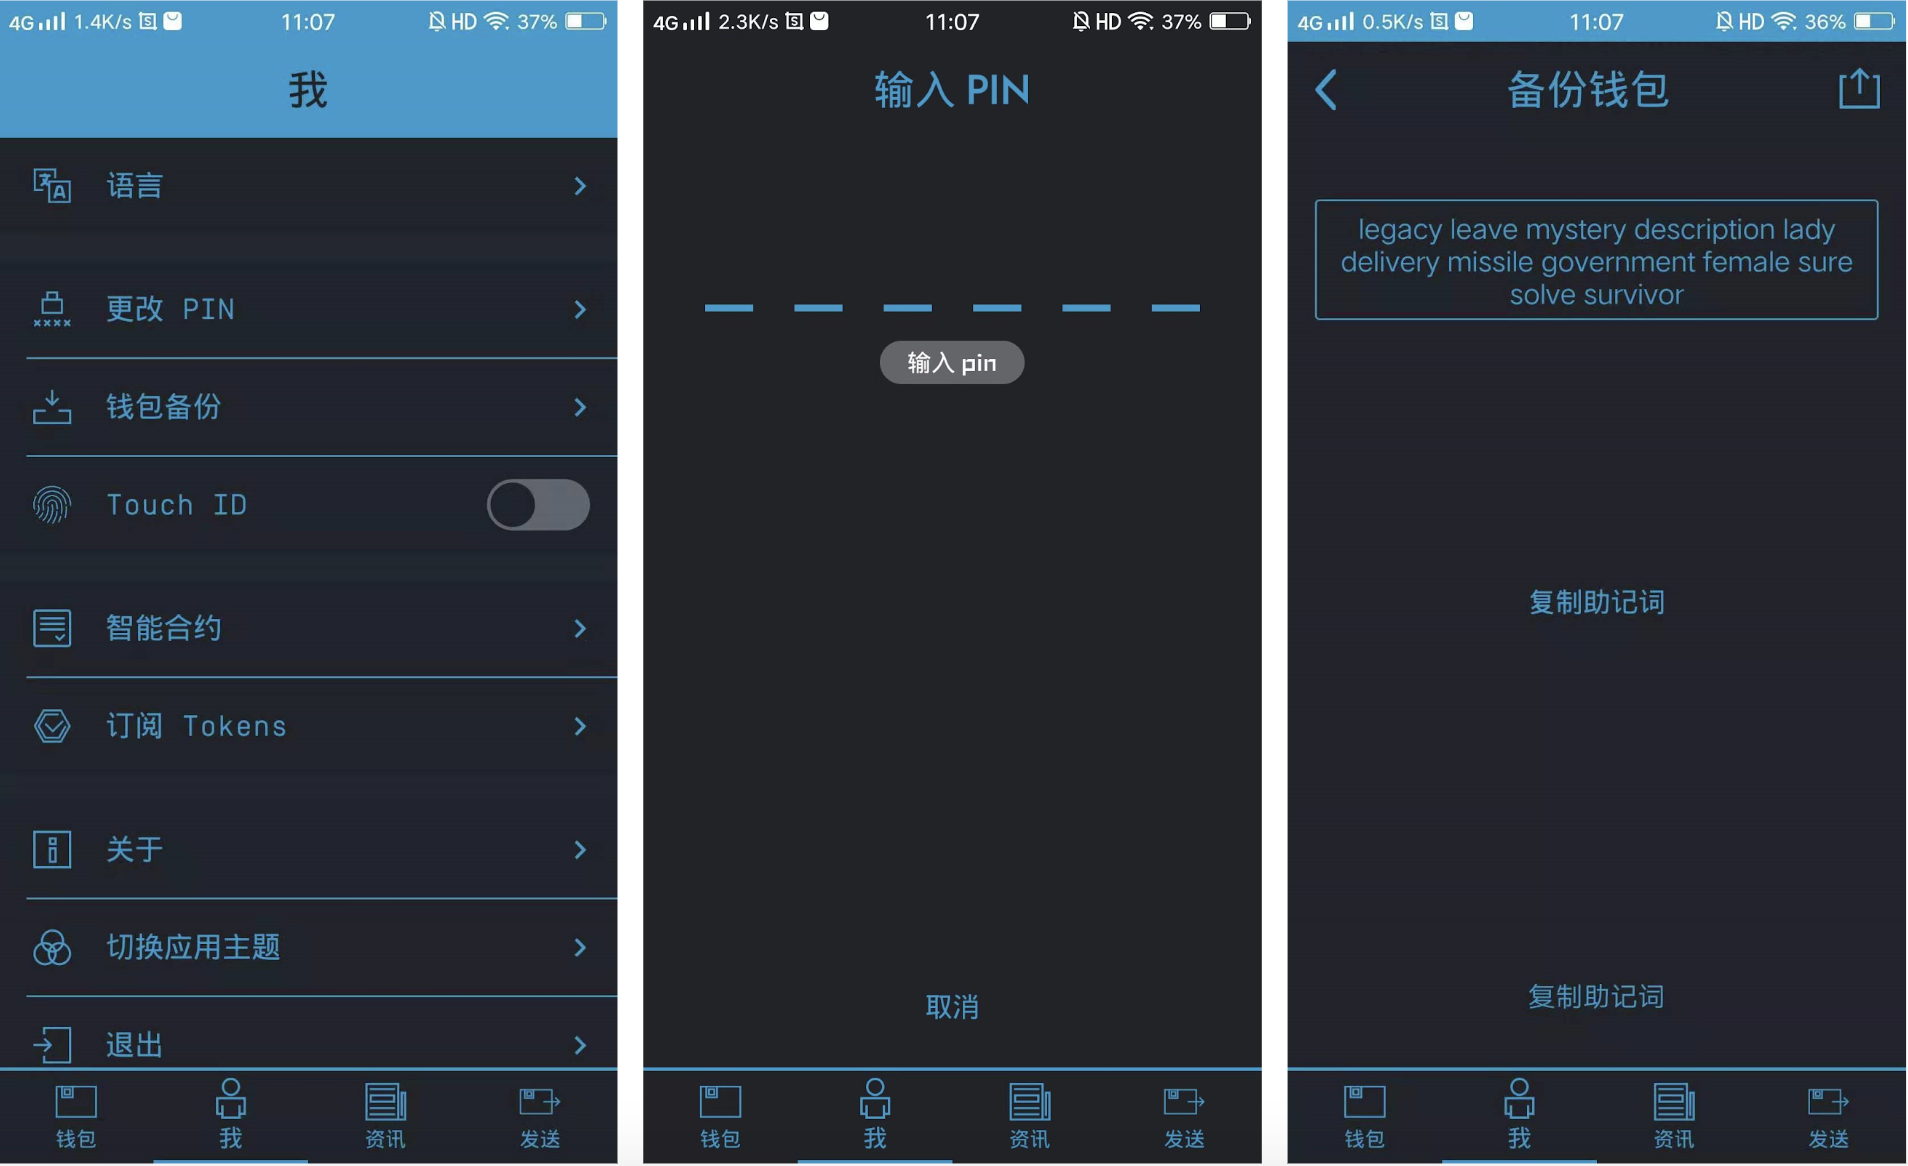 4G 1.4K/s 11:07 HD 37%
我
语言
更改 PIN
钱包备份
Touch ID
智能合约
订阅 Tokens
关于
切换应用主题
退出
钱包 我 资讯 发送
4G 2.3K/s 11:07 HD 37%
输入 PIN
输入 pin
取消
钱包 我 资讯 发送
4G 0.5K/s 11:07 HD 36%
备份钱包
legacy leave mystery description lady
delivery missile government female sure
solve survivor
复制助记词
复制助记词
钱包 我 资讯 发送